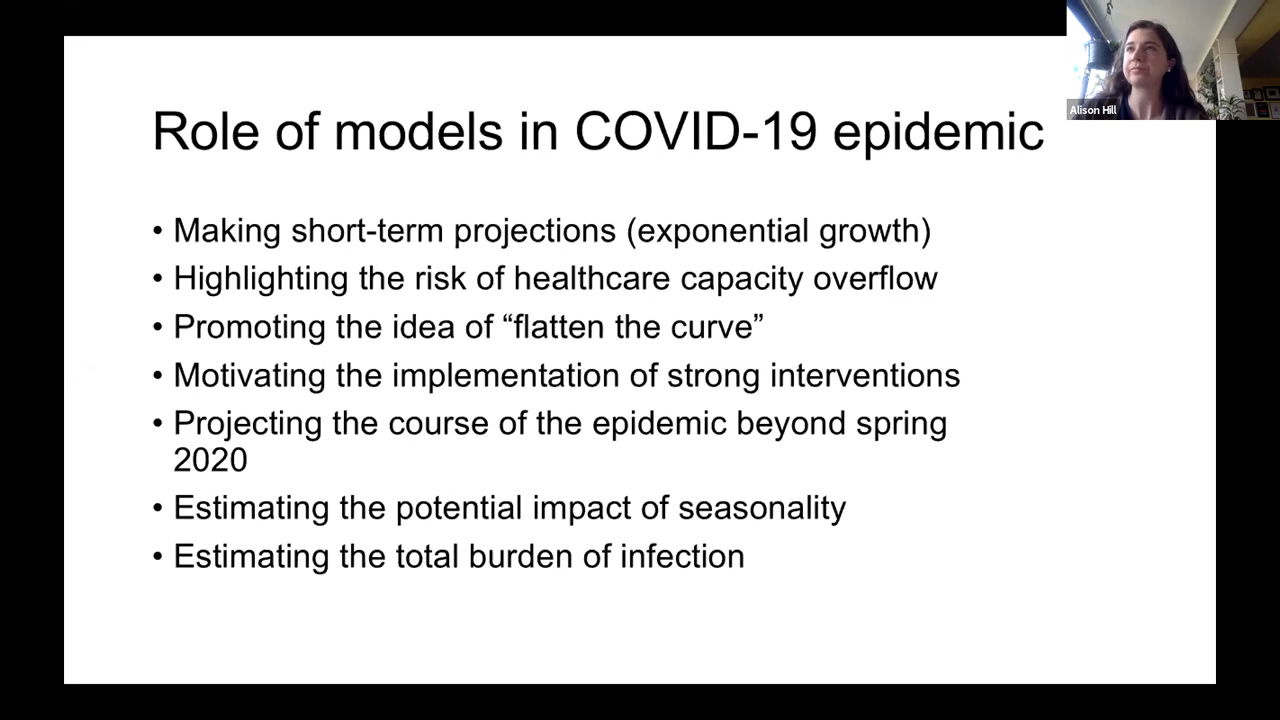 Role of models in COVID-19 epidemic
Alison Hill
• Making short-term projections (exponential growth)
• Highlighting the risk of healthcare capacity overflow
• Promoting the idea of “flatten the curve”
• Motivating the implementation of strong interventions
• Projecting the course of the epidemic beyond spring
2020
• Estimating the potential impact of seasonality
• Estimating the total burden of infection